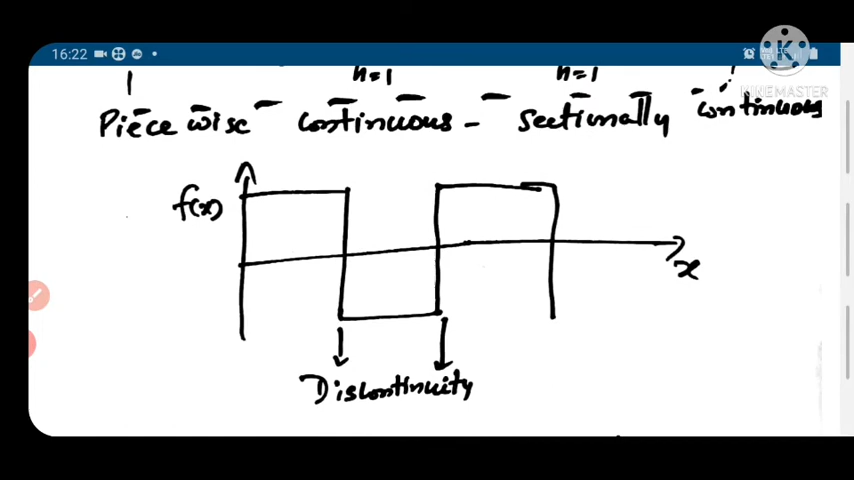 16:22
n=1 n=1
Piece wise continuous - sectionally continuous
f(x)
x
Discontinuity
K
KINEMASTER